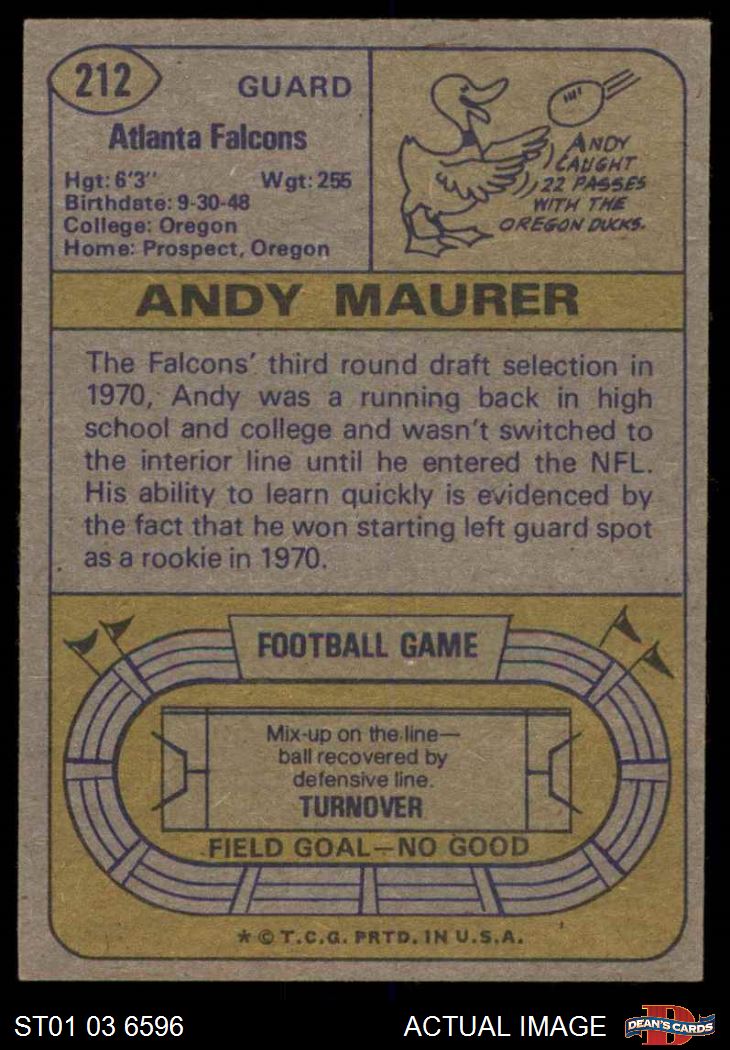 212
GUARD
Atlanta Falcons
Hgt: 6'3" Wgt: 255
Birthdate: 9-30-48
College: Oregon
Home: Prospect, Oregon
ANDY
CAUGHT
22 PASSES
WITH THE
OREGON DUCKS.
ANDY MAURER
The Falcons' third round draft selection in
1970, Andy was a running back in high
school and college and wasn't switched to
the interior line until he entered the NFL.
His ability to learn quickly is evidenced by
the fact that he won starting left guard spot
as a rookie in 1970.
FOOTBALL GAME
Mix-up on the line—
ball recovered by
defensive line.
TURNOVER
FIELD GOAL—NO GOOD
* © T.C.G. PRTD. IN U.S.A.
ST01 03 6596
ACTUAL IMAGE
D
DEAN'S CARDS